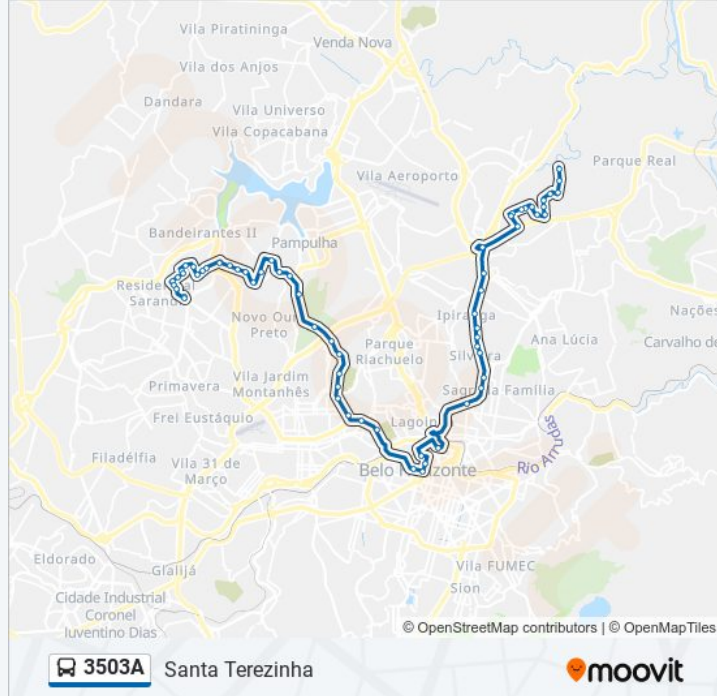 Vila Piratininga
Venda Nova
Vila dos Anjos
Dandara
Vila Universo
Vila Copacabana
Parque Real
Vila Aeroporto
Bandeirantes II
Pampulha
Residencial
Sarandi
Novo Ouro
Preto
Ipiranga
Nações
Ana Lúcia
Carvalho de
Parque
Riachuelo
Silveira
Vila Jardim
Montanhês
Primavera
Sagrada Família
Frei Eustáquio
Lagoinha
Filadélfia
Vila 31 de
Março
Belo Horizonte
Rio Arrudas
Eldorado
Vila FUMEC
Sion
Cidade Industrial
Coronel
Juventino Dias
© OpenStreetMap contributors | © OpenMapTiles
3503A Santa Terezinha
moovit